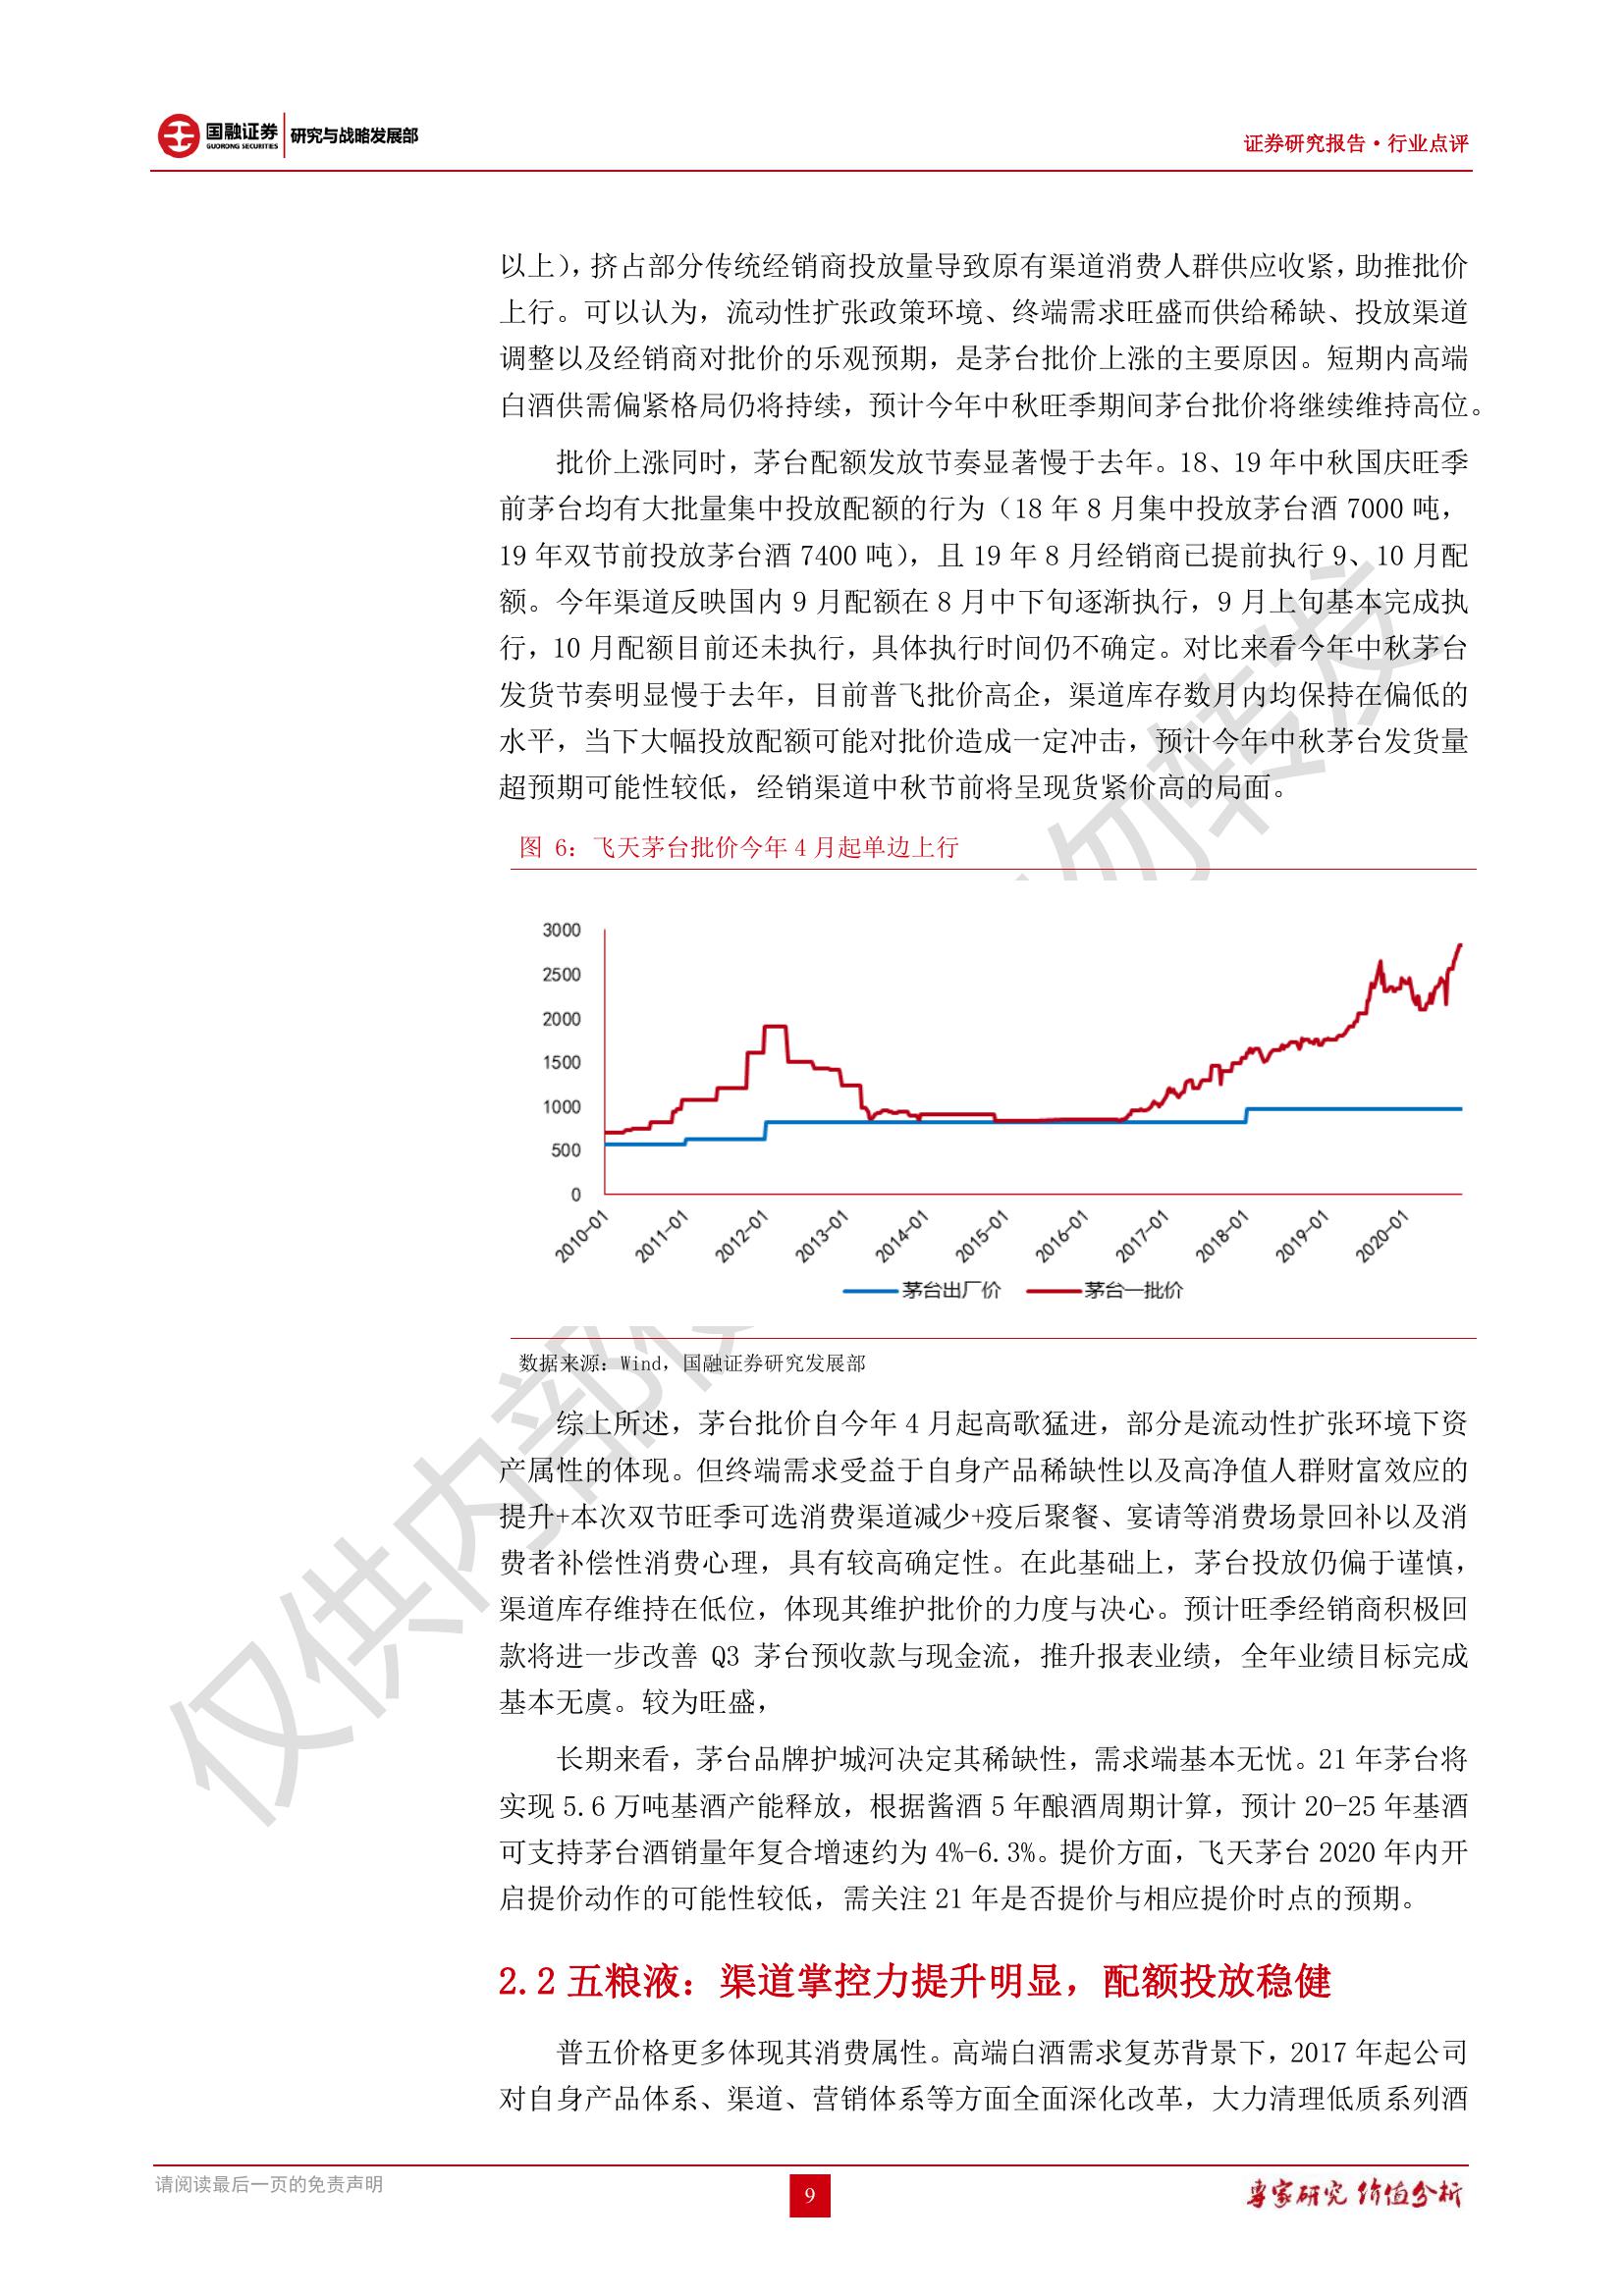 国融证券
GUORONG SECURITIES
研究与战略发展部
证券研究报告·行业点评
以上），挤占部分传统经销商投放量导致原有渠道消费人群供应收紧，助推批价
上行。可以认为，流动性扩张政策环境、终端需求旺盛而供给稀缺、投放渠道
调整以及经销商对批价的乐观预期，是茅台批价上涨的主要原因。短期内高端
白酒供需偏紧格局仍将持续，预计今年中秋旺季期间茅台批价将继续维持高位。
批价上涨同时，茅台配额发放节奏显著慢于去年。18、19 年中秋国庆旺季
前茅台均有大批量集中投放配额的行为（18 年 8 月集中投放茅台酒 7000 吨，
19 年双节前投放茅台酒 7400 吨），且 19 年 8 月经销商已提前执行 9、10 月配
额。今年渠道反映国内 9 月配额在 8 月中下旬逐渐执行，9 月上旬基本完成执
行，10 月配额目前还未执行，具体执行时间仍不确定。对比来看今年中秋茅台
发货节奏明显慢于去年，目前普飞批价高企，渠道库存数月内均保持在偏低的
水平，当下大幅投放配额可能对批价造成一定冲击，预计今年中秋茅台发货量
超预期可能性较低，经销渠道中秋节前将呈现货紧价高的局面。
图 6：飞天茅台批价今年 4 月起单边上行
3000
2500
2000
1500
1000
500
0
2010-01 2011-01 2012-01 2013-01 2014-01 2015-01 2016-01 2017-01 2018-01 2019-01 2020-01
茅台出厂价 茅台一批价
数据来源：Wind，国融证券研究发展部
综上所述，茅台批价自今年 4 月起高歌猛进，部分是流动性扩张环境下资
产属性的体现。但终端需求受益于自身产品稀缺性以及高净值人群财富效应的
提升+本次双节旺季可选消费渠道减少+疫后聚餐、宴请等消费场景回补以及消
费者补偿性消费心理，具有较高确定性。在此基础上，茅台投放仍偏于谨慎，
渠道库存维持在低位，体现其维护批价的力度与决心。预计旺季经销商积极回
款将进一步改善 Q3 茅台预收款与现金流，推升报表业绩，全年业绩目标完成
基本无虞。较为旺盛，
长期来看，茅台品牌护城河决定其稀缺性，需求端基本无忧。21 年茅台将
实现 5.6 万吨基酒产能释放，根据酱酒 5 年酿酒周期计算，预计 20-25 年基酒
可支持茅台酒销量年复合增速约为 4%-6.3%。提价方面，飞天茅台 2020 年内开
启提价动作的可能性较低，需关注 21 年是否提价与相应提价时点的预期。
2.2 五粮液：渠道掌控力提升明显，配额投放稳健
普五价格更多体现其消费属性。高端白酒需求复苏背景下，2017 年起公司
对自身产品体系、渠道、营销体系等方面全面深化改革，大力清理低质系列酒
请阅读最后一页的免责声明
9
专家研究 价值分析
仅供内部
勿转发